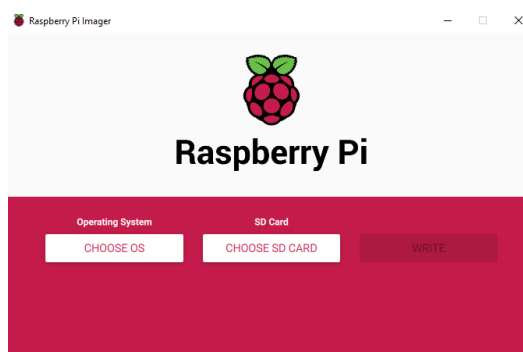 Raspberry Pi Imager
Raspberry Pi
Operating System
SD Card
CHOOSE OS
CHOOSE SD CARD
WRITE